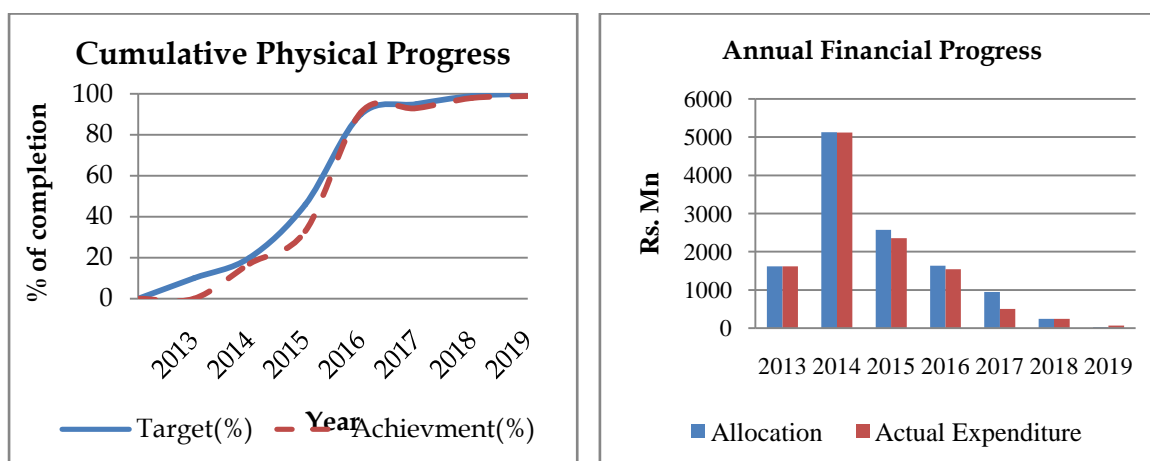 Cumulative Physical Progress
% of completion
100
80
60
40
20
0
2013
2014
2015
2016
2017
2018
2019
Year
Target(%)
Achievment(%)
Annual Financial Progress
Rs. Mn
6000
5000
4000
3000
2000
1000
0
2013 2014 2015 2016 2017 2018 2019
Allocation
Actual Expenditure